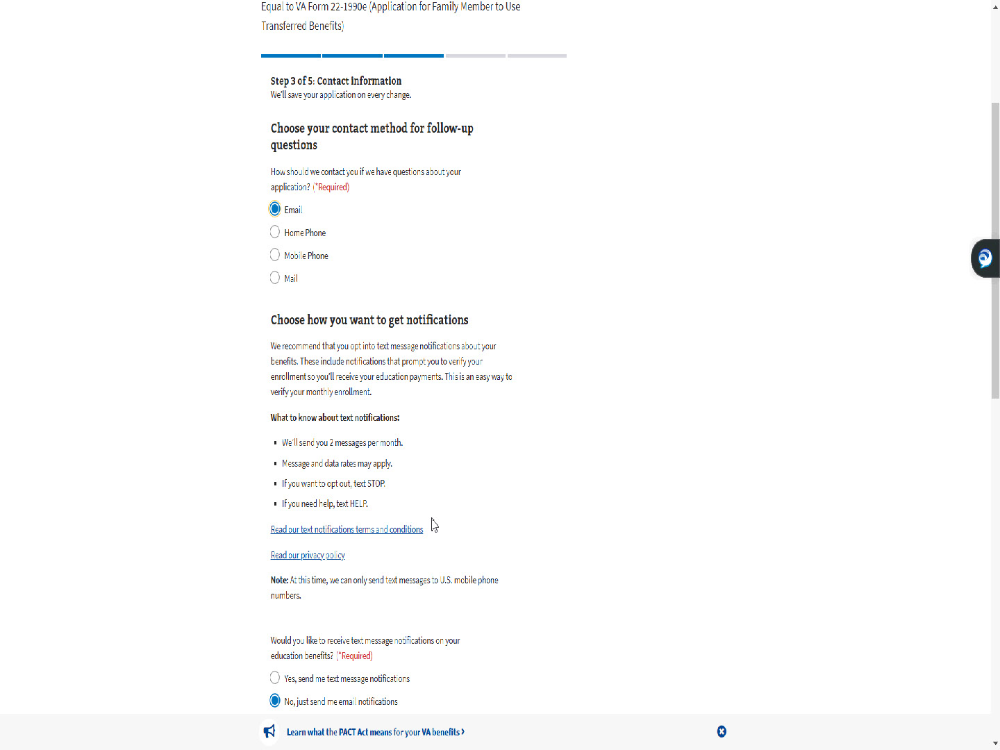 Equal to VA Form 22-1990e (Application for Family Member to Use
Transferred Benefits)
Step 3 of 5: Contact information
We'll save your application on every change.
Choose your contact method for follow-up
questions
How should we contact you if we have questions about your
application? (*Required)
Email
Home Phone
Mobile Phone
Mail
Choose how you want to get notifications
We recommend that you opt into text message notifications about your
benefits. These include notifications that prompt you to verify your
enrollment so you'll receive your education payments. This is an easy way to
verify your monthly enrollment.
What to know about text notifications:
We'll send you 2 messages per month.
Message and data rates may apply.
If you want to opt out, text STOP.
If you need help, text HELP.
Read our text notifications terms and conditions
Read our privacy policy
Note: At this time, we can only send text messages to U.S. mobile phone
numbers.
Would you like to receive text message notifications on your
education benefits? (*Required)
Yes, send me text message notifications
No, just send me email notifications
Learn what the PACT Act means for your VA benefits